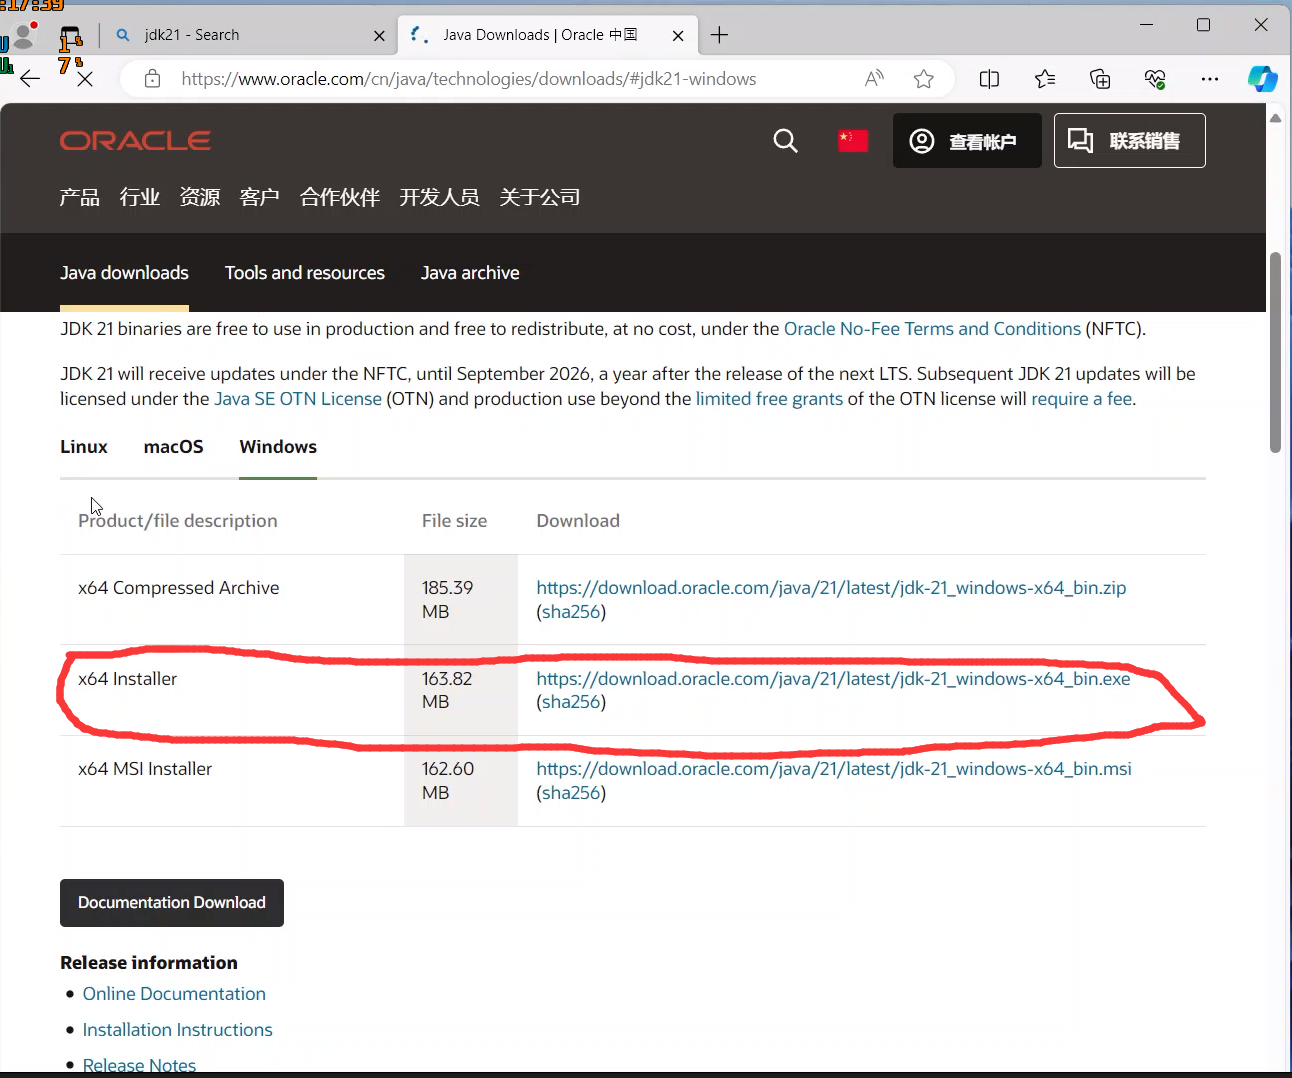 :17:39
jdk21 - Search
Java Downloads | Oracle 中国
https://www.oracle.com/cn/java/technologies/downloads/#jdk21-windows
ORACLE
查看帐户
联系销售
产品 行业 资源 客户 合作伙伴 开发人员 关于公司
Java downloads Tools and resources Java archive
JDK 21 binaries are free to use in production and free to redistribute, at no cost, under the Oracle No-Fee Terms and Conditions (NFTC).
JDK 21 will receive updates under the NFTC, until September 2026, a year after the release of the next LTS. Subsequent JDK 21 updates will be
licensed under the Java SE OTN License (OTN) and production use beyond the limited free grants of the OTN license will require a fee.
Linux macOS Windows
Product/file description File size Download
x64 Compressed Archive 185.39 MB https://download.oracle.com/java/21/latest/jdk-21_windows-x64_bin.zip
(sha256)
x64 Installer 163.82 MB https://download.oracle.com/java/21/latest/jdk-21_windows-x64_bin.exe
(sha256)
x64 MSI Installer 162.60 MB https://download.oracle.com/java/21/latest/jdk-21_windows-x64_bin.msi
(sha256)
Documentation Download
Release information
Online Documentation
Installation Instructions
Release Notes